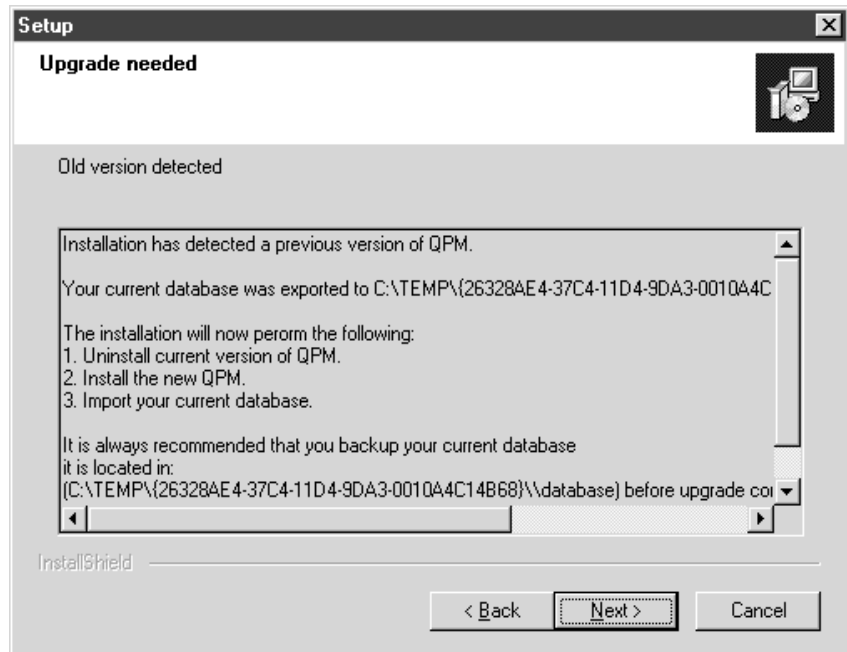 Setup
Upgrade needed
Old version detected
Installation has detected a previous version of QPM.
Your current database was exported to C:\TEMP\{26328AE4-37C4-11D4-9DA3-0010A4C
The installation will now perorm the following:
1. Uninstall current version of QPM.
2. Install the new QPM.
3. Import your current database.
It is always recommended that you backup your current database
it is located in:
(C:\TEMP\{26328AE4-37C4-11D4-9DA3-0010A4C14B68}\\database) before upgrade co
InstallShield
< Back Next > Cancel